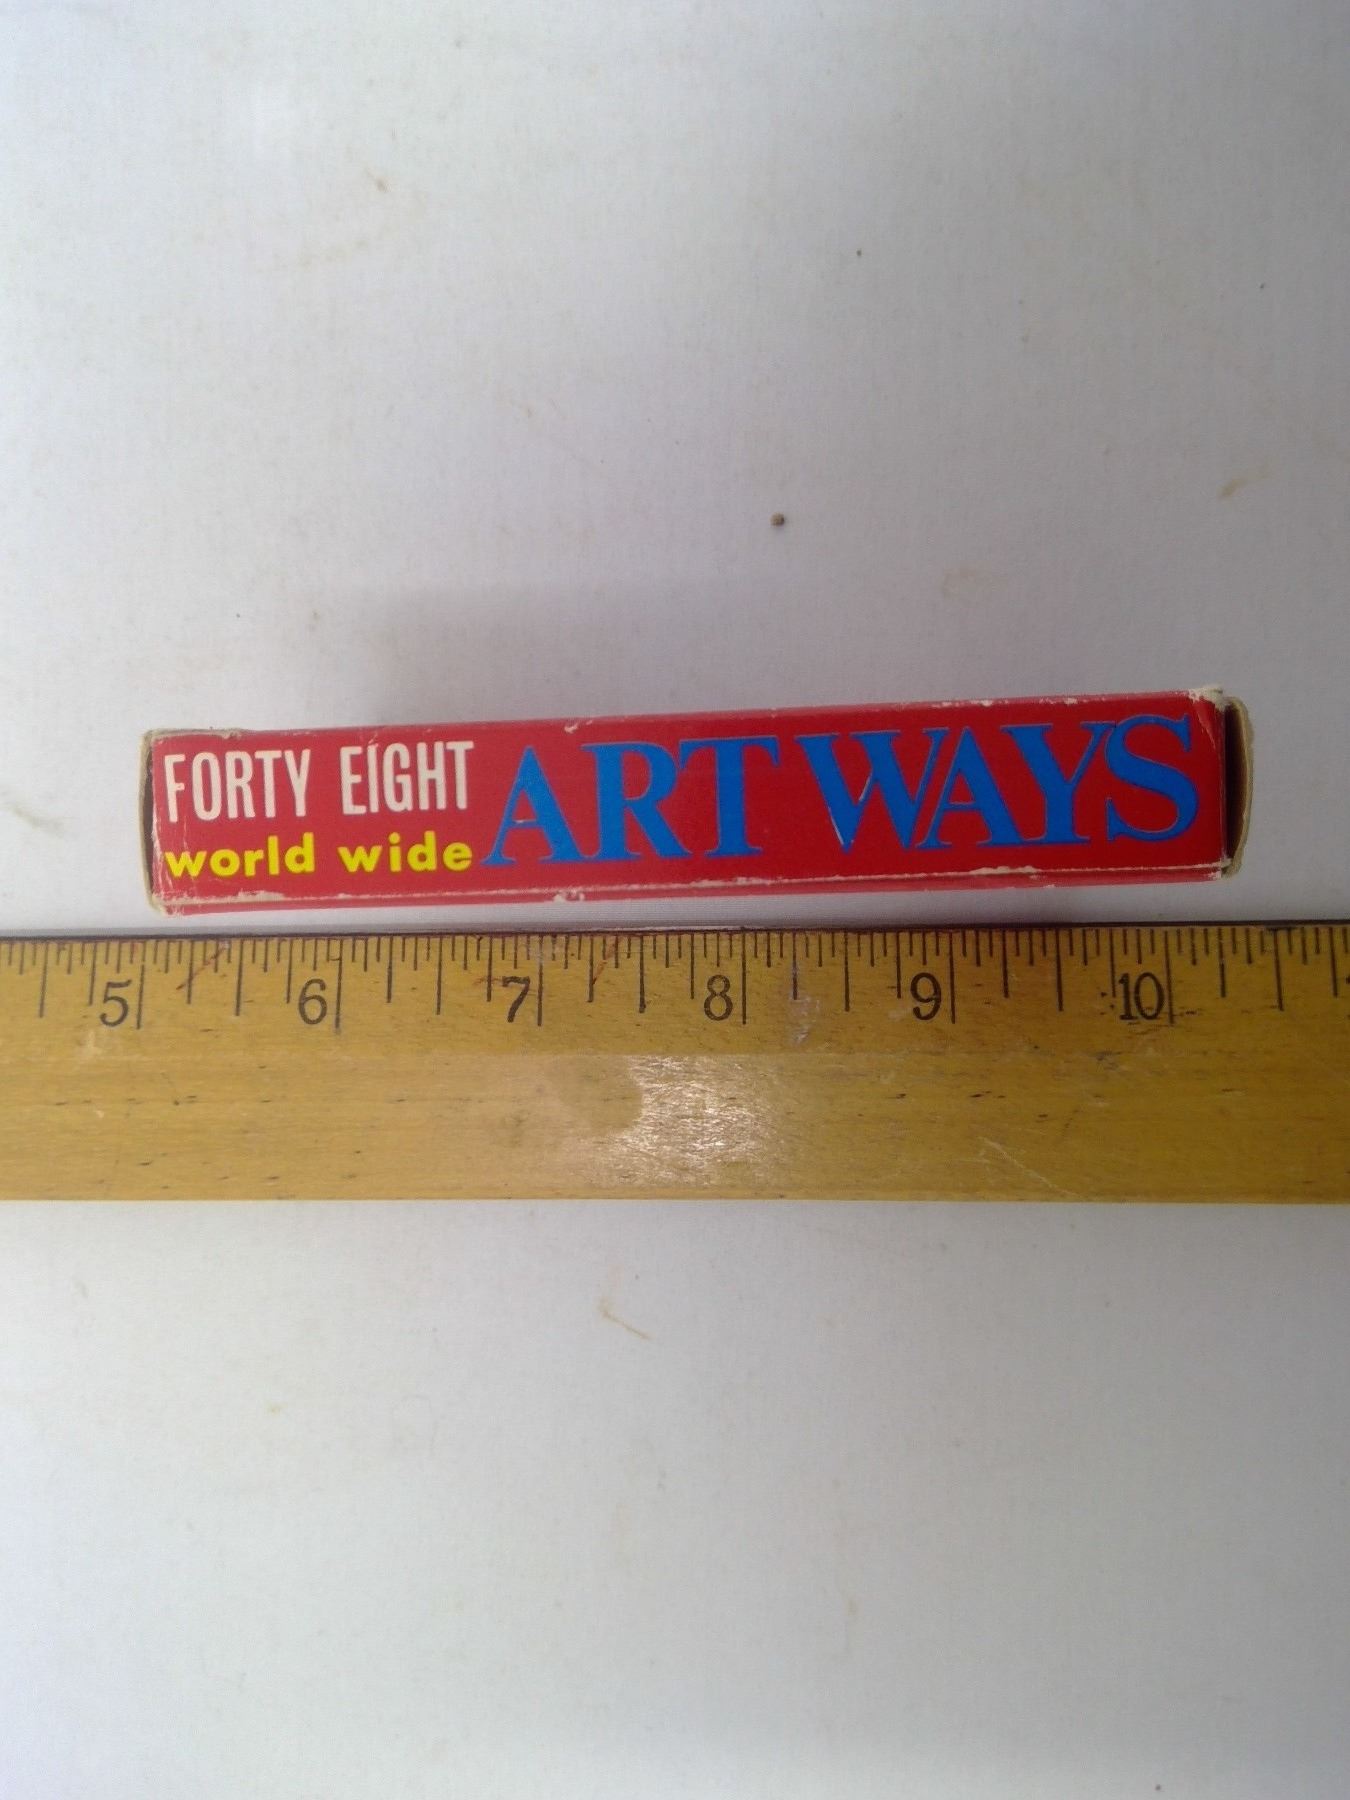 FORTY EIGHT
world wide
ART WAYS
5 6 7 8 9 10